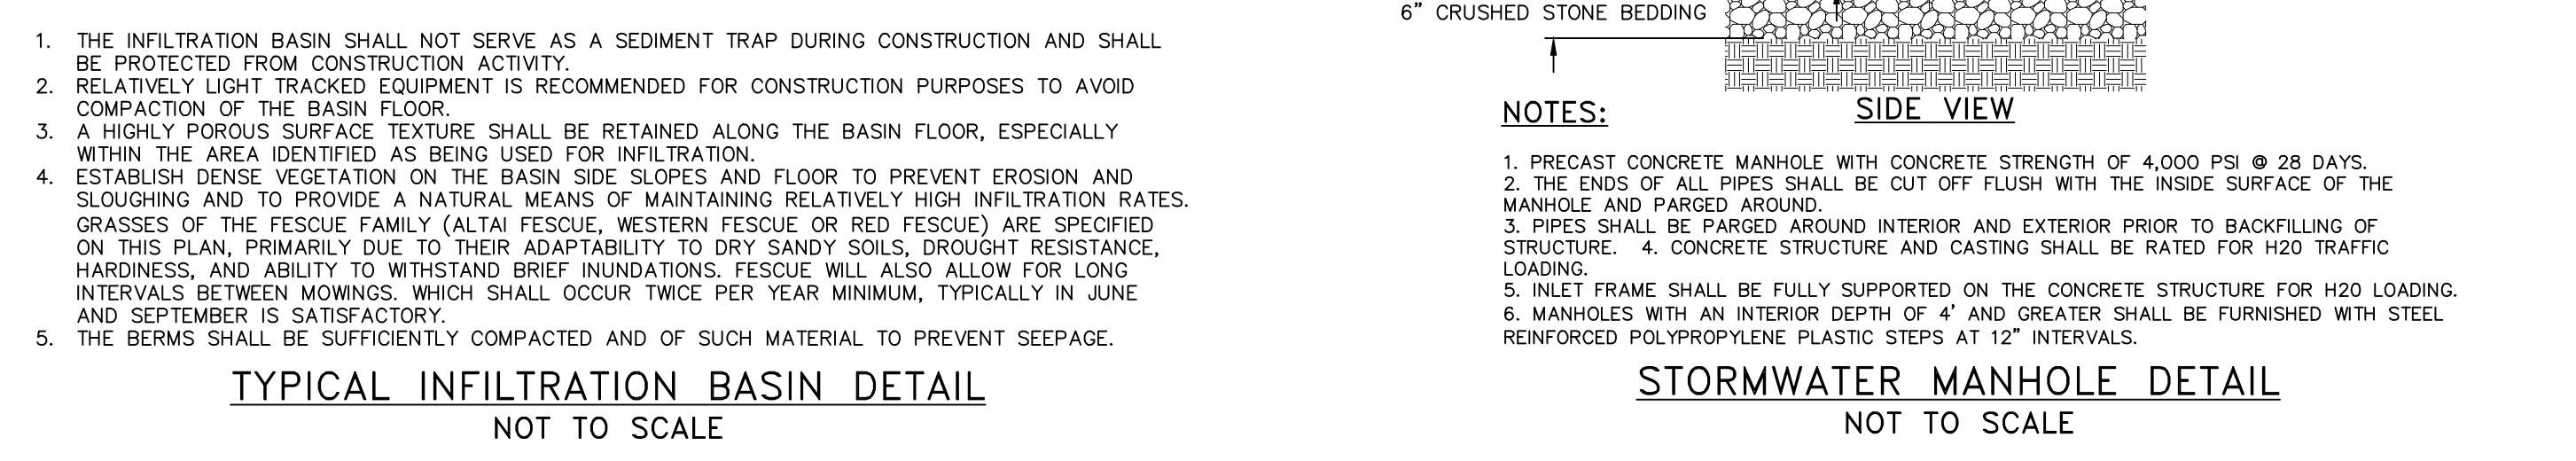 1. THE INFILTRATION BASIN SHALL NOT SERVE AS A SEDIMENT TRAP DURING CONSTRUCTION AND SHALL
BE PROTECTED FROM CONSTRUCTION ACTIVITY.
2. RELATIVELY LIGHT TRACKED EQUIPMENT IS RECOMMENDED FOR CONSTRUCTION PURPOSES TO AVOID
COMPACTION OF THE BASIN FLOOR.
3. A HIGHLY POROUS SURFACE TEXTURE SHALL BE RETAINED ALONG THE BASIN FLOOR, ESPECIALLY
WITHIN THE AREA IDENTIFIED AS BEING USED FOR INFILTRATION.
4. ESTABLISH DENSE VEGETATION ON THE BASIN SIDE SLOPES AND FLOOR TO PREVENT EROSION AND
SLOUGHING AND TO PROVIDE A NATURAL MEANS OF MAINTAINING RELATIVELY HIGH INFILTRATION RATES.
GRASSES OF THE FESCUE FAMILY (ALTAI FESCUE, WESTERN FESCUE OR RED FESCUE) ARE SPECIFIED
ON THIS PLAN, PRIMARILY DUE TO THEIR ADAPTABILITY TO DRY SANDY SOILS, DROUGHT RESISTANCE,
HARDINESS, AND ABILITY TO WITHSTAND BRIEF INUNDATIONS. FESCUE WILL ALSO ALLOW FOR LONG
INTERVALS BETWEEN MOWINGS. WHICH SHALL OCCUR TWICE PER YEAR MINIMUM, TYPICALLY IN JUNE
AND SEPTEMBER IS SATISFACTORY.
5. THE BERMS SHALL BE SUFFICIENTLY COMPACTED AND OF SUCH MATERIAL TO PREVENT SEEPAGE.
TYPICAL INFILTRATION BASIN DETAIL
NOT TO SCALE
6" CRUSHED STONE BEDDING
SIDE VIEW
NOTES:
1. PRECAST CONCRETE MANHOLE WITH CONCRETE STRENGTH OF 4,000 PSI @ 28 DAYS.
2. THE ENDS OF ALL PIPES SHALL BE CUT OFF FLUSH WITH THE INSIDE SURFACE OF THE
MANHOLE AND PARGED AROUND.
3. PIPES SHALL BE PARGED AROUND INTERIOR AND EXTERIOR PRIOR TO BACKFILLING OF
STRUCTURE. 4. CONCRETE STRUCTURE AND CASTING SHALL BE RATED FOR H20 TRAFFIC
LOADING.
5. INLET FRAME SHALL BE FULLY SUPPORTED ON THE CONCRETE STRUCTURE FOR H20 LOADING.
6. MANHOLES WITH AN INTERIOR DEPTH OF 4' AND GREATER SHALL BE FURNISHED WITH STEEL
REINFORCED POLYPROPYLENE PLASTIC STEPS AT 12" INTERVALS.
STORMWATER MANHOLE DETAIL
NOT TO SCALE